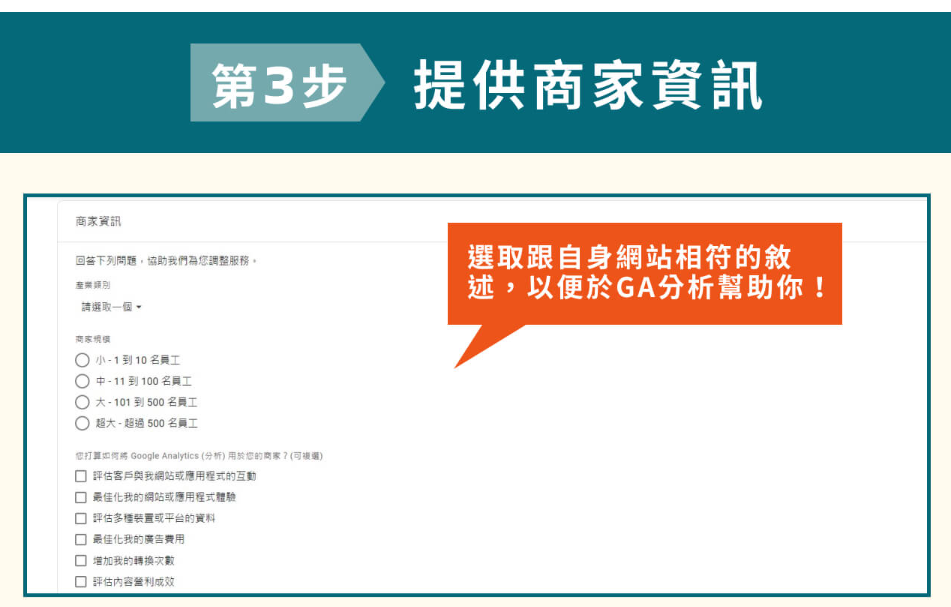 第3步 提供商家資訊
商家資訊
選取跟自身網站相符的敘
述，以便於GA分析幫助你！
回答下列問題，協助我們為您調整服務。
產業類別
請選取一個
商家規模
小 - 1 到 10 名員工
中 - 11 到 100 名員工
大 - 101 到 500 名員工
超大 - 超過 500 名員工
您打算如何將 Google Analytics (分析) 用於您的商家？(可複選)
評估客戶與我網站或應用程式的互動
最佳化我的網站或應用程式體驗
評估多種裝置或平台的資料
最佳化我的廣告費用
增加我的轉換次數
評估內容營利成效